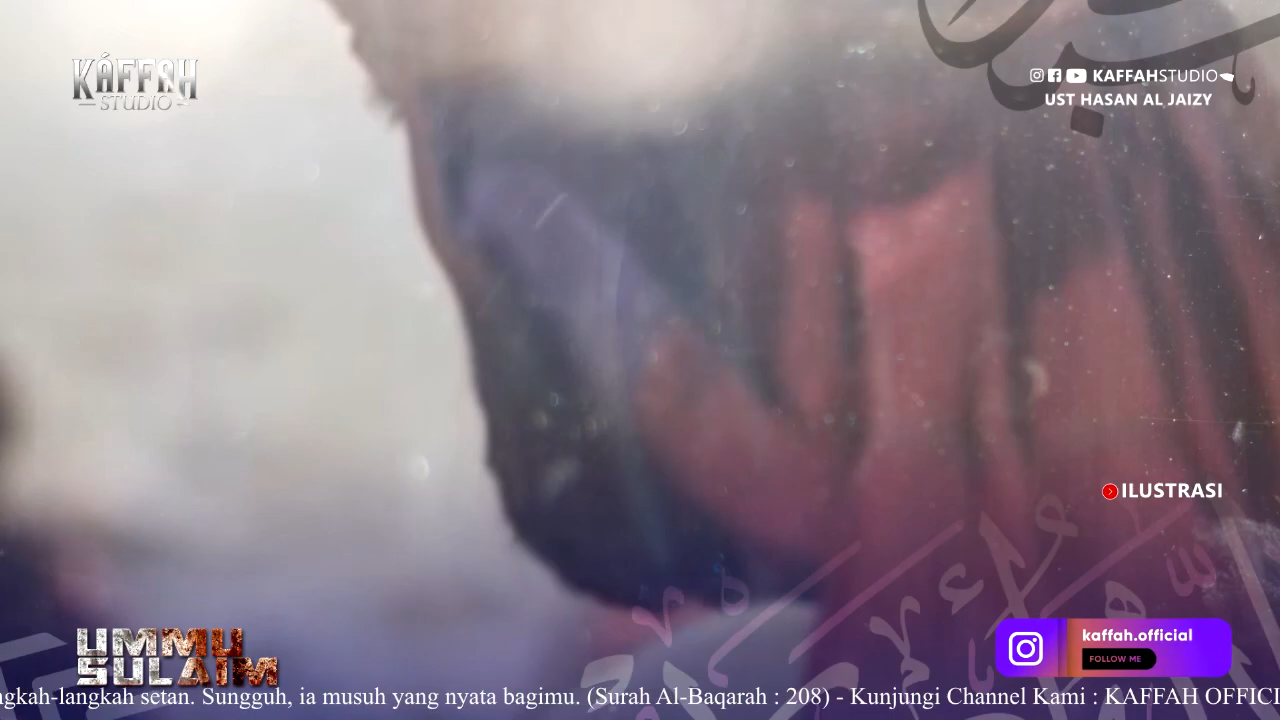 KÁFFAH
STUDIO
KAFFAHSTUDIO
UST HASAN AL JAIZY
ILUSTRASI
UMMU
SULAIM
kaffah.official
FOLLOW ME
ngkah-langkah setan. Sungguh, ia musuh yang nyata bagimu. (Surah Al-Baqarah : 208) - Kunjungi Channel Kami : KAFFAH OFFICI